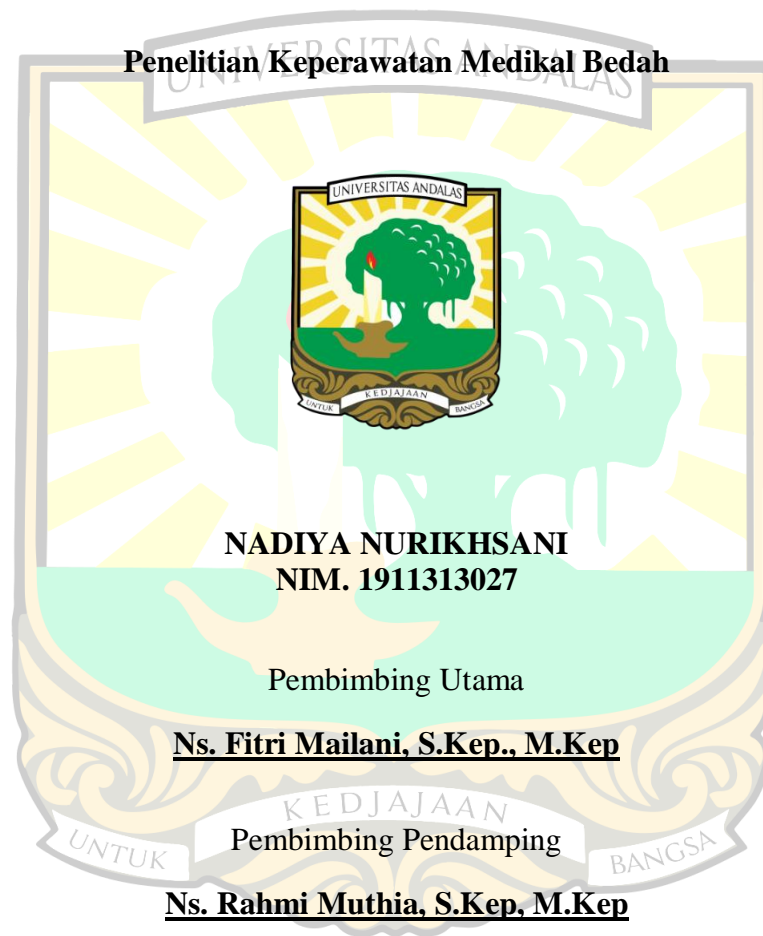 UNIVERSITAS ANDALAS
Penelitian Keperawatan Medikal Bedah
UNIVERSITAS ANDALAS
UNTUK KEDJAJAAN BANGSA
NADIYA NURIKHSANI
NIM. 1911313027
Pembimbing Utama
Ns. Fitri Mailani, S.Kep., M.Kep
UNTUK KEDJAJAAN BANGSA
Pembimbing Pendamping
Ns. Rahmi Muthia, S.Kep, M.Kep